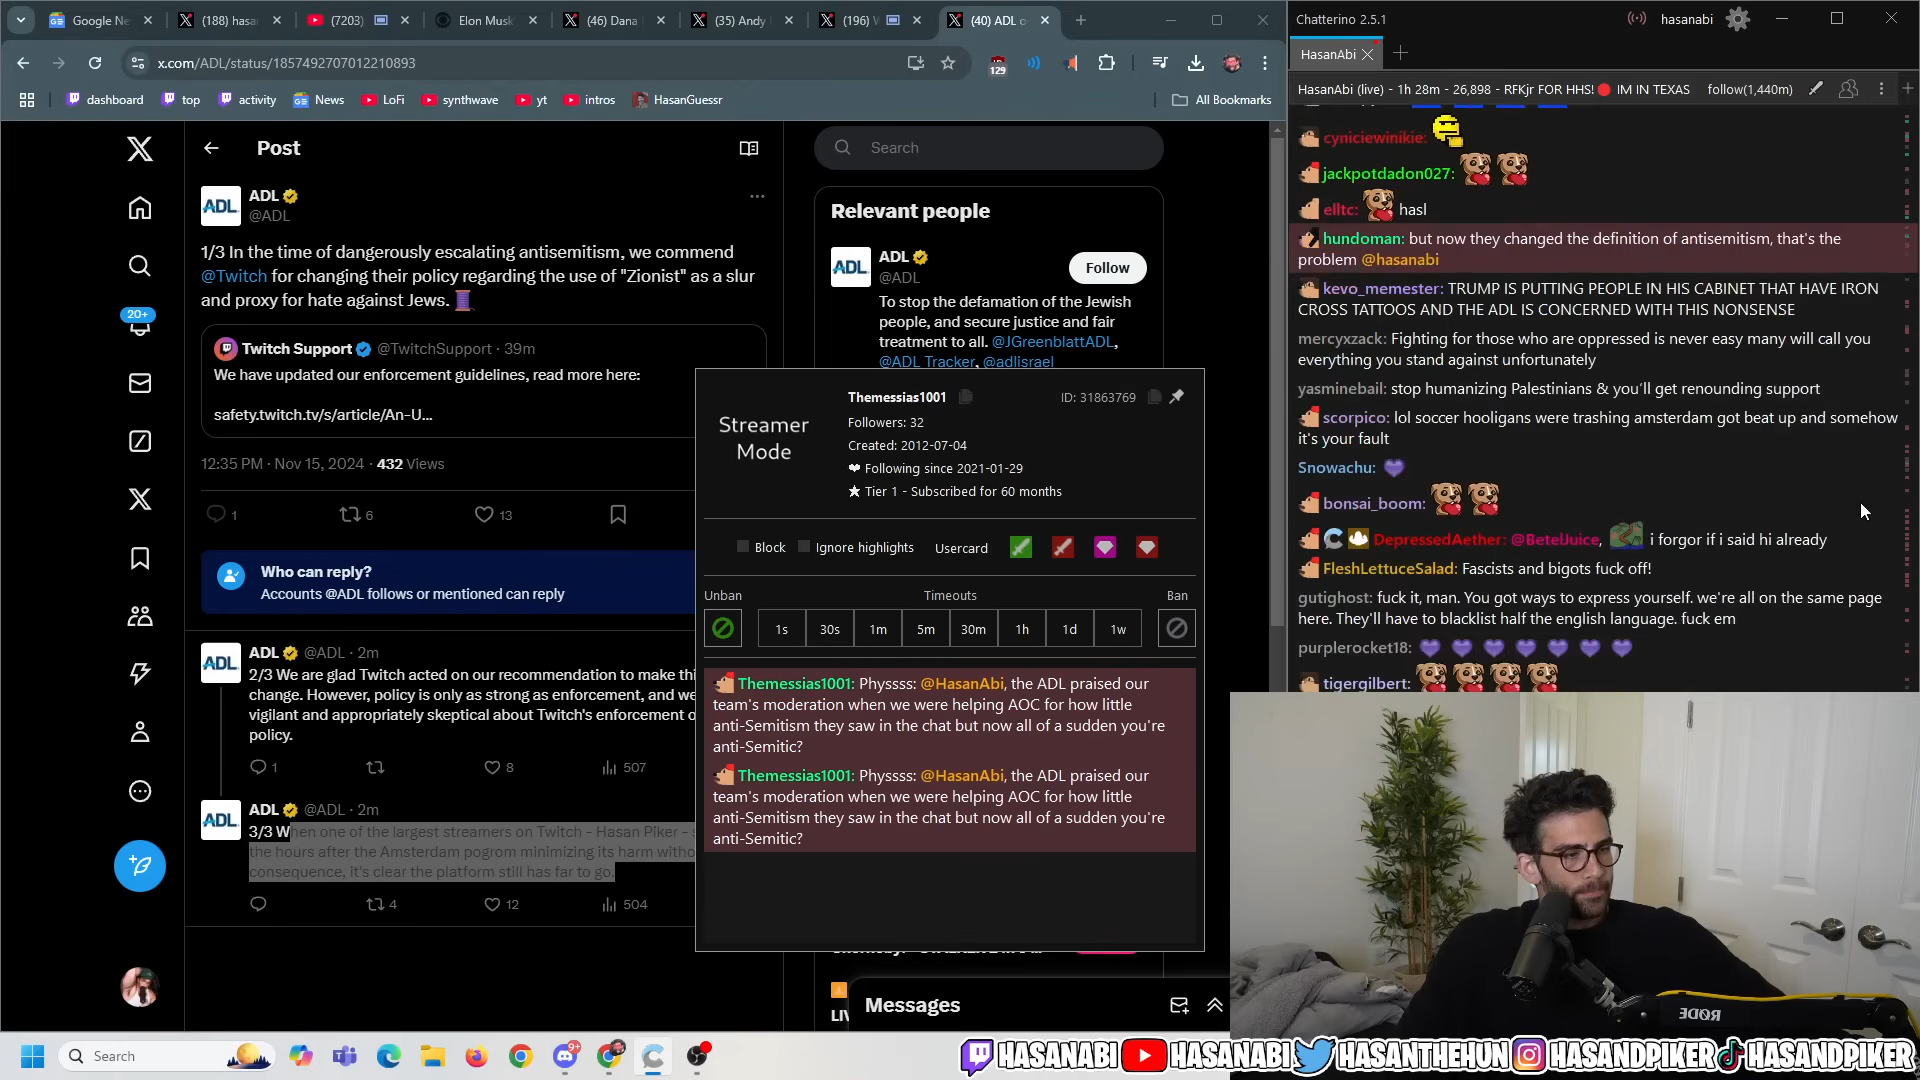 Google Ne
(188) hasa
(7203)
Elon Musk
(46) Dana
(35) Andy
(196) W
(40) ADL o
x.com/ADL/status/1857492707012210893
129
dashboard
top
activity
News
LoFi
synthwave
yt
intros
HasanGuessr
All Bookmarks
Post
20+
ADL
@ADL
1/3 In the time of dangerously escalating antisemitism, we commend
@Twitch for changing their policy regarding the use of "Zionist" as a slur
and proxy for hate against Jews.
Twitch Support @TwitchSupport · 39m
We have updated our enforcement guidelines, read more here:
safety.twitch.tv/s/article/An-U...
12:35 PM · Nov 15, 2024 · 432 Views
1
6
13
Who can reply?
Accounts @ADL follows or mentioned can reply
ADL @ADL · 2m
2/3 We are glad Twitch acted on our recommendation to make thi
change. However, policy is only as strong as enforcement, and we
vigilant and appropriately skeptical about Twitch's enforcement o
policy.
1
8
507
ADL @ADL · 2m
3/3 When one of the largest streamers on Twitch - Hasan Piker - s
the hours after the Amsterdam pogrom minimizing its harm witho
consequence, it's clear the platform still has far to go.
4
12
504
Search
Relevant people
ADL
@ADL
Follow
To stop the defamation of the Jewish
people, and secure justice and fair
treatment to all. @JGreenblattADL,
@ADL Tracker, @adlisrael
Streamer
Mode
Themessias1001
ID: 31863769
Followers: 32
Created: 2012-07-04
Following since 2021-01-29
Tier 1 - Subscribed for 60 months
Block
Ignore highlights
Usercard
Unban
Timeouts
Ban
1s
30s
1m
5m
30m
1h
1d
1w
Themessias1001: Physsss: @HasanAbi, the ADL praised our
team's moderation when we were helping AOC for how little
anti-Semitism they saw in the chat but now all of a sudden you're
anti-Semitic?
Themessias1001: Physsss: @HasanAbi, the ADL praised our
team's moderation when we were helping AOC for how little
anti-Semitism they saw in the chat but now all of a sudden you're
anti-Semitic?
LI
Messages
Chatterino 2.5.1
hasanabi
HasanAbi
HasanAbi (live) - 1h 28m - 26,898 - RFKjr FOR HHS! IM IN TEXAS
follow(1,440m)
cyniciewinikie:
jackpotdadon027:
elltc: hasl
hundoman: but now they changed the definition of antisemitism, that's the
problem @hasanabi
kevo_memester: TRUMP IS PUTTING PEOPLE IN HIS CABINET THAT HAVE IRON
CROSS TATTOOS AND THE ADL IS CONCERNED WITH THIS NONSENSE
mercyxzack: Fighting for those who are oppressed is never easy many will call you
everything you stand against unfortunately
yasminebail: stop humanizing Palestinians & you'll get renounding support
scorpico: lol soccer hooligans were trashing amsterdam got beat up and somehow
it's your fault
Snowachu:
bonsai_boom:
DepressedAether: @BetelJuice, i forgor if i said hi already
FleshLettuceSalad: Fascists and bigots fuck off!
gutighost: fuck it, man. You got ways to express yourself. we're all on the same page
here. They'll have to blacklist half the english language. fuck em
purplerocket18:
tigergilbert:
RØDE
Search
9+
HASANABI
HASANABI
HASANTHEHUN
HASANDPIKER
HASANDPIKER